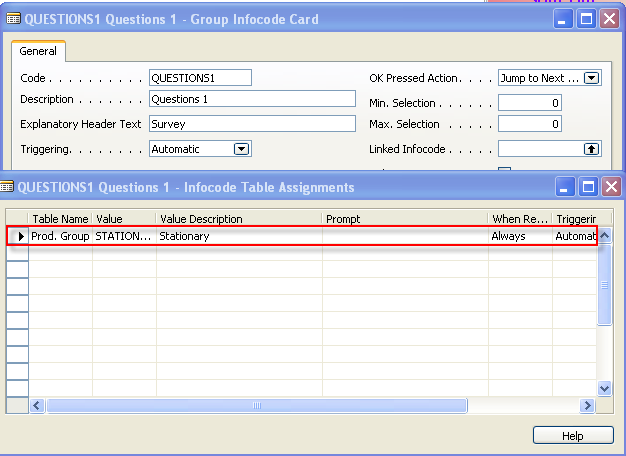 QUESTIONS1 Questions 1 - Group Infocode Card
General
Code . . . . . . . . . . QUESTIONS1 OK Pressed Action. . . . Jump to Next ...
Description . . . . . . . Questions 1 Min. Selection . . . . . . 0
Explanatory Header Text Survey Max. Selection . . . . . 0
Triggering. . . . . . . . Automatic Linked Infocode . . . . .
QUESTIONS1 Questions 1 - Infocode Table Assignments
Table Name Value Value Description Prompt When Re... Triggerir
Prod. Group STATION... Stationary Always Automat
Help